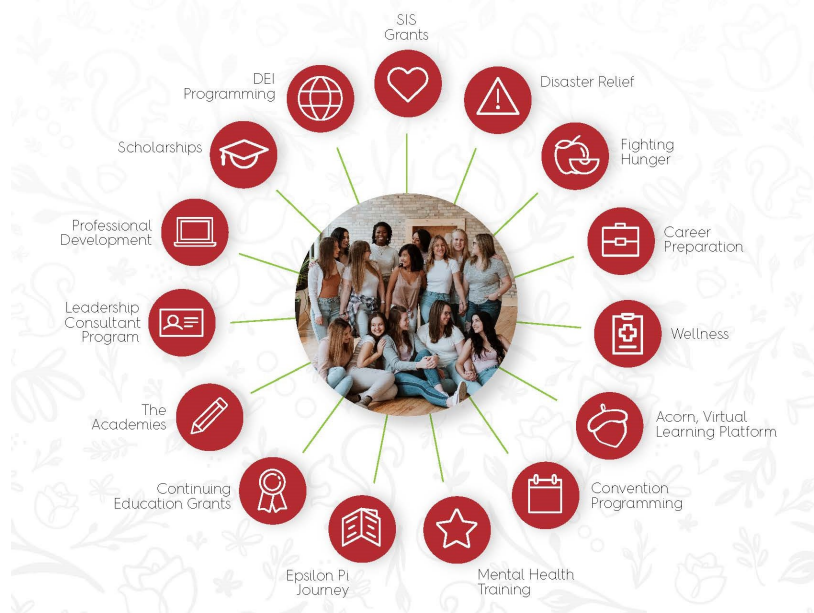 SIS
Grants
Disaster Relief
Fighting
Hunger
Career
Preparation
Wellness
Acorn, Virtual
Learning Platform
Convention
Programming
Mental Health
Training
Epsilon Pi
Journey
Continuing
Education Grants
The
Academies
Leadership
Consultant
Program
Professional
Development
Scholarships
DEI
Programming